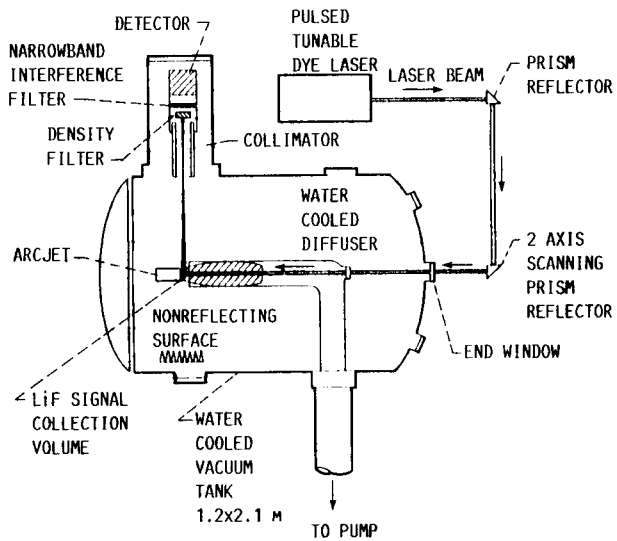 DETECTOR
NARROWBAND
INTERFERENCE
FILTER
DENSITY
FILTER
COLLIMATOR
PULSED
TUNABLE
DYE LASER
LASER BEAM
PRISM
REFLECTOR
WATER
COOLED
DIFFUSER
2 AXIS
SCANNING
PRISM
REFLECTOR
ARCJET
NONREFLECTING
SURFACE
END WINDOW
LiF SIGNAL
COLLECTION
VOLUME
WATER
COOLED
VACUUM
TANK
1.2x2.1 M
TO PUMP